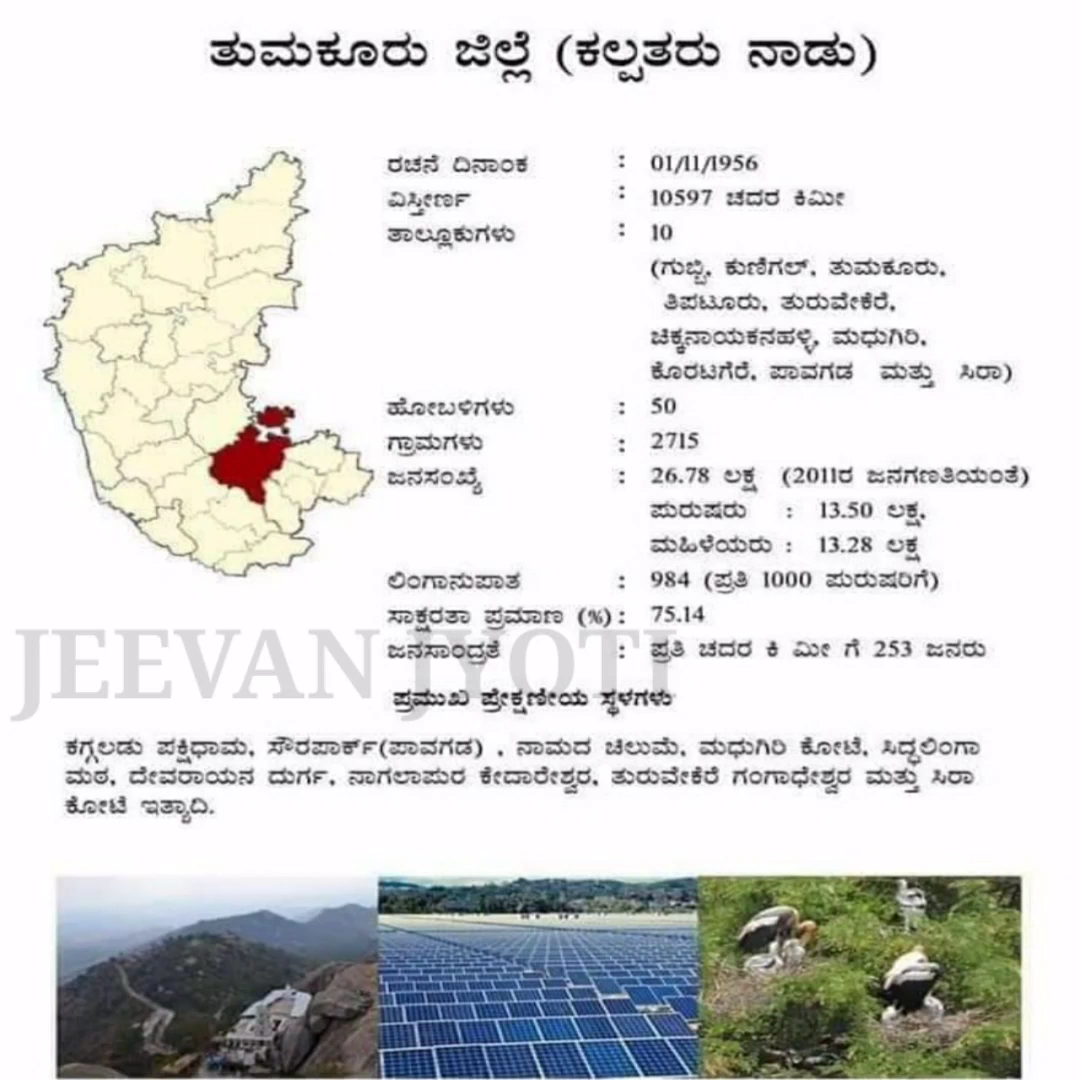 ತುಮಕೂರು ಜಿಲ್ಲೆ (ಕಲ್ಪತರು ನಾಡು)
ರಚನೆ ದಿನಾಂಕ : 01/11/1956
ವಿಸ್ತೀರ್ಣ : 10597 ಚದರ ಕಿಮೀ
ತಾಲ್ಲೂಕುಗಳು : 10
(ಗುಬ್ಬಿ, ಕುಣಿಗಲ್, ತುಮಕೂರು,
ತಿಪಟೂರು, ತುರುವೇಕೆರೆ,
ಚಿಕ್ಕನಾಯಕನಹಳ್ಳಿ, ಮಧುಗಿರಿ,
ಕೊರಟಗೆರೆ, ಪಾವಗಡ ಮತ್ತು ಸಿರಾ)
ಹೋಬಳಿಗಳು : 50
ಗ್ರಾಮಗಳು : 2715
ಜನಸಂಖ್ಯೆ : 26.78 ಲಕ್ಷ (2011ರ ಜನಗಣತಿಯಂತೆ)
ಪುರುಷರು : 13.50 ಲಕ್ಷ,
ಮಹಿಳೆಯರು : 13.28 ಲಕ್ಷ
ಲಿಂಗಾನುಪಾತ : 984 (ಪ್ರತಿ 1000 ಪುರುಷರಿಗೆ)
ಸಾಕ್ಷರತಾ ಪ್ರಮಾಣ (%) : 75.14
ಜನಸಾಂದ್ರತೆ : ಪ್ರತಿ ಚದರ ಕಿ ಮೀ ಗೆ 253 ಜನರು
JEEVAN JYOTI
ಪ್ರಮುಖ ಪ್ರೇಕ್ಷಣೀಯ ಸ್ಥಳಗಳು
ಕಗ್ಗಲಡು ಪಕ್ಷಿಧಾಮ, ಸೌರಪಾರ್ಕ್(ಪಾವಗಡ) , ನಾಮದ ಚಿಲುಮೆ, ಮಧುಗಿರಿ ಕೋಟೆ, ಸಿದ್ಧಲಿಂಗಾ
ಮಠ, ದೇವರಾಯನ ದುರ್ಗ, ನಾಗಲಾಪುರ ಕೇದಾರೇಶ್ವರ, ತುರುವೇಕೆರೆ ಗಂಗಾಧೇಶ್ವರ ಮತ್ತು ಸಿರಾ
ಕೋಟೆ ಇತ್ಯಾದಿ.